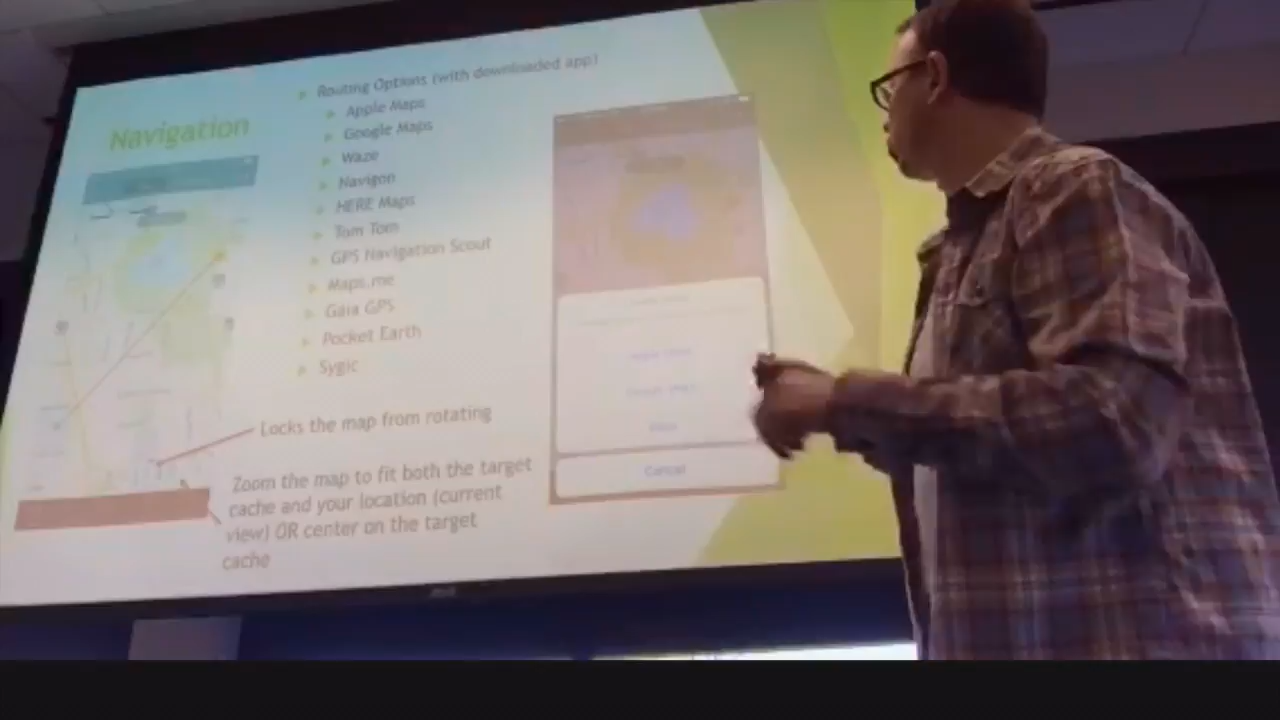 Navigation
Routing Options (with downloaded app)
Apple Maps
Google Maps
Waze
Navigon
HERE Maps
Tom Tom
GPS Navigation Scout
Maps.me
Gaia GPS
Pocket Earth
Sygic
Locks the map from rotating
Zoom the map to fit both the target
cache and your location (current
view) OR center on the target
cache
Cancel